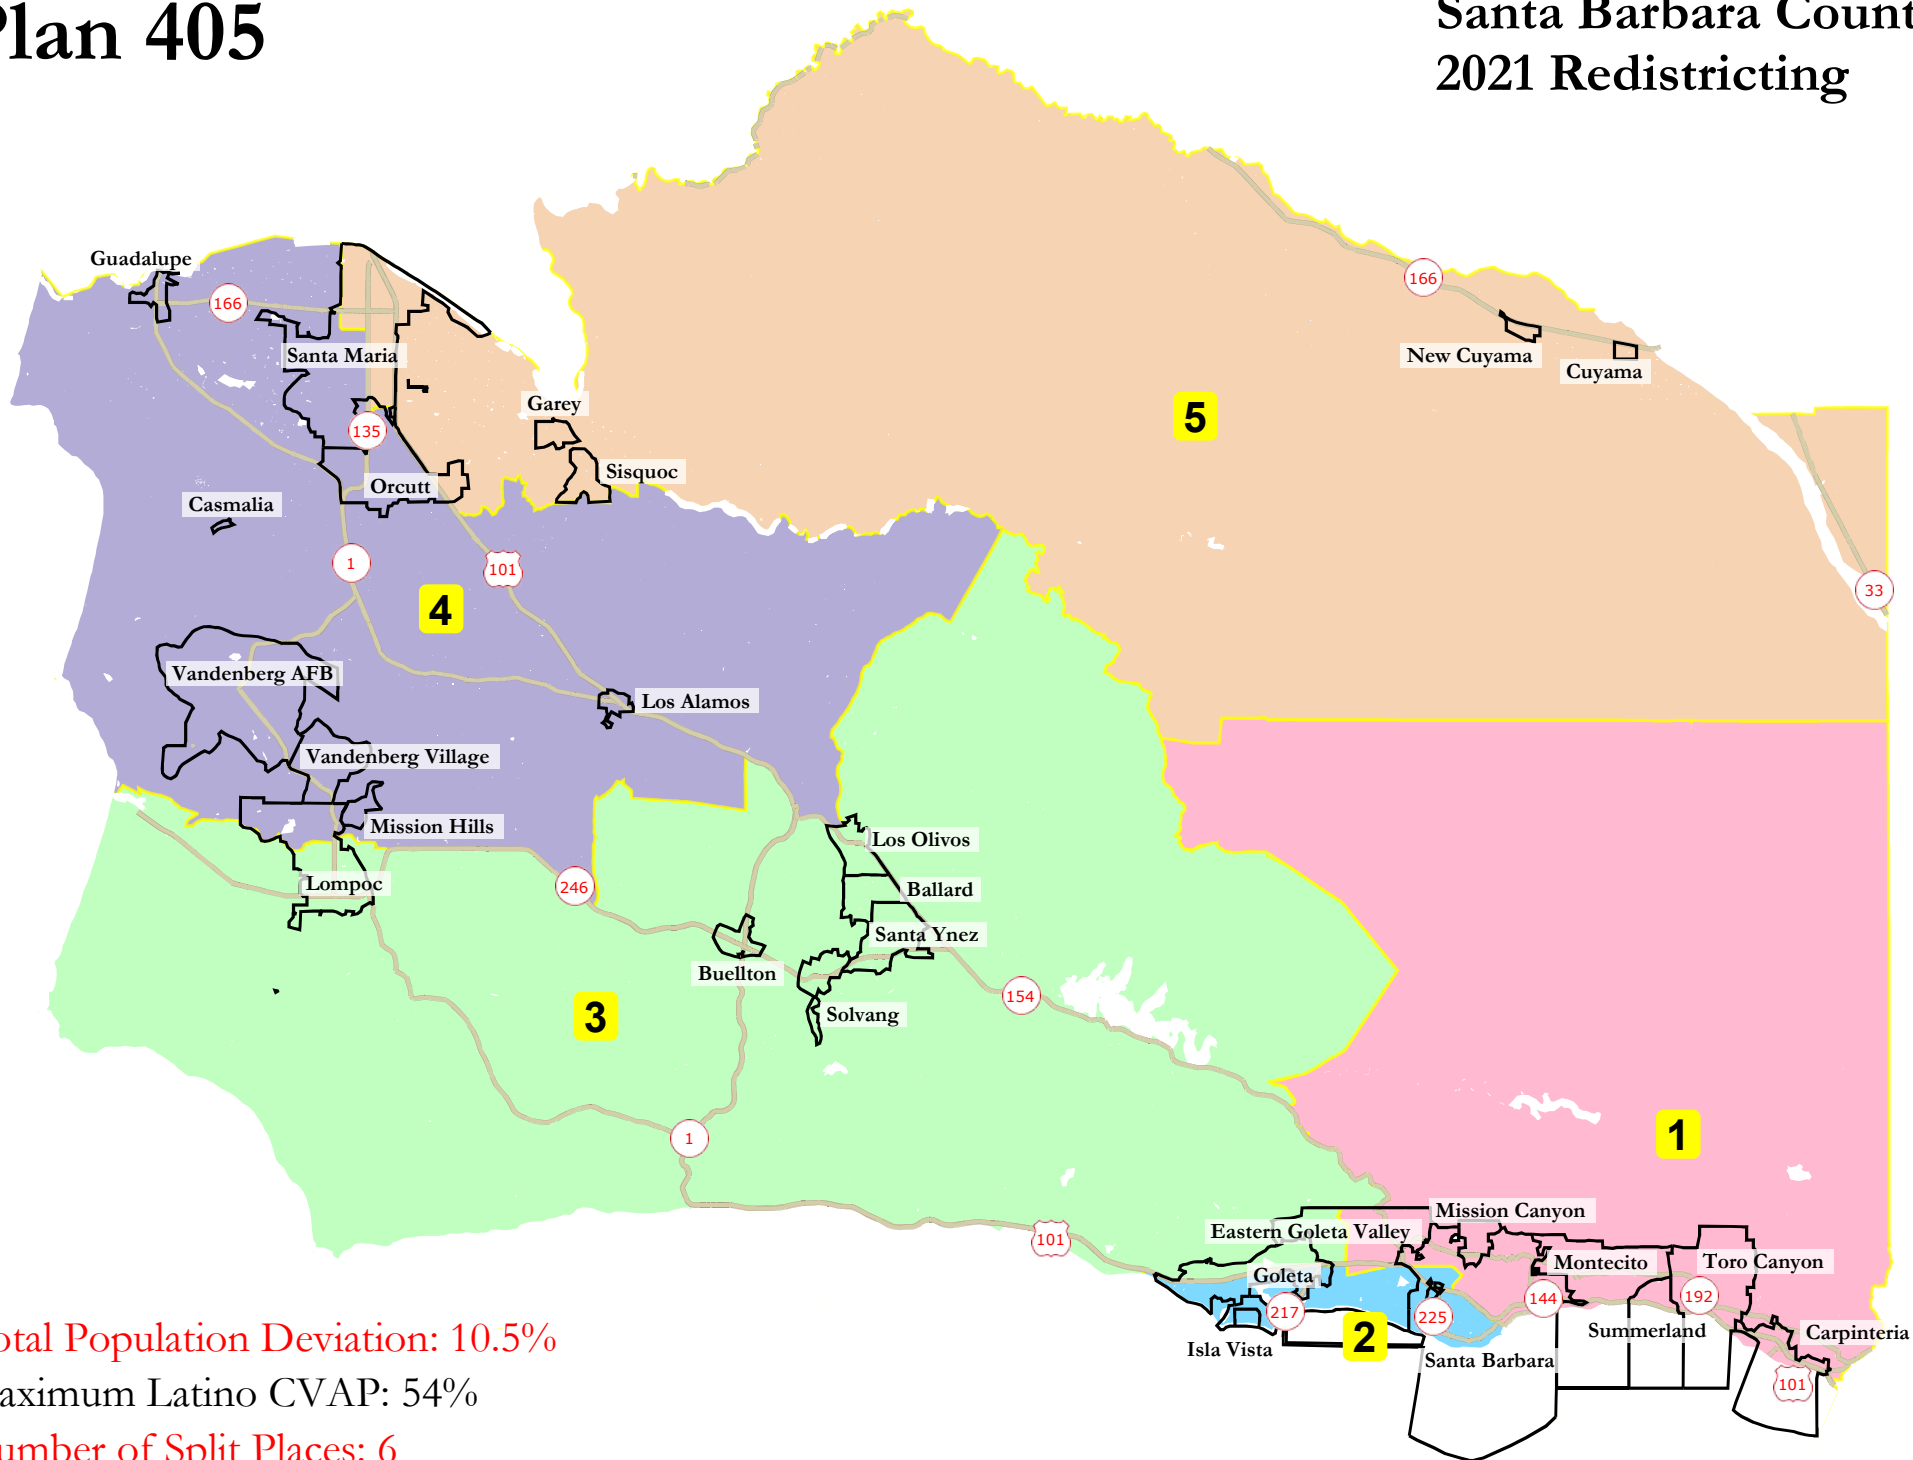 Plan 405
Santa Barbara Count
2021 Redistricting
Guadalupe
166
166
Santa Maria
New Cuyama
Cuyama
Garey
5
135
Sisquoc
Orcutt
Casmalia
1
101
33
4
Vandenberg AFB
Los Alamos
Vandenberg Village
Mission Hills
Los Olivos
Lompoc
246
Ballard
Santa Ynez
Buellton
154
3
Solvang
1
1
Mission Canyon
Eastern Goleta Valley
101
Montecito
Toro Canyon
Goleta
144
192
217
225
2
Summerland
Carpinteria
Isla Vista
Santa Barbara
101
otal Population Deviation: 10.5%
aximum Latino CVAP: 54%
umber of Split Places: 6